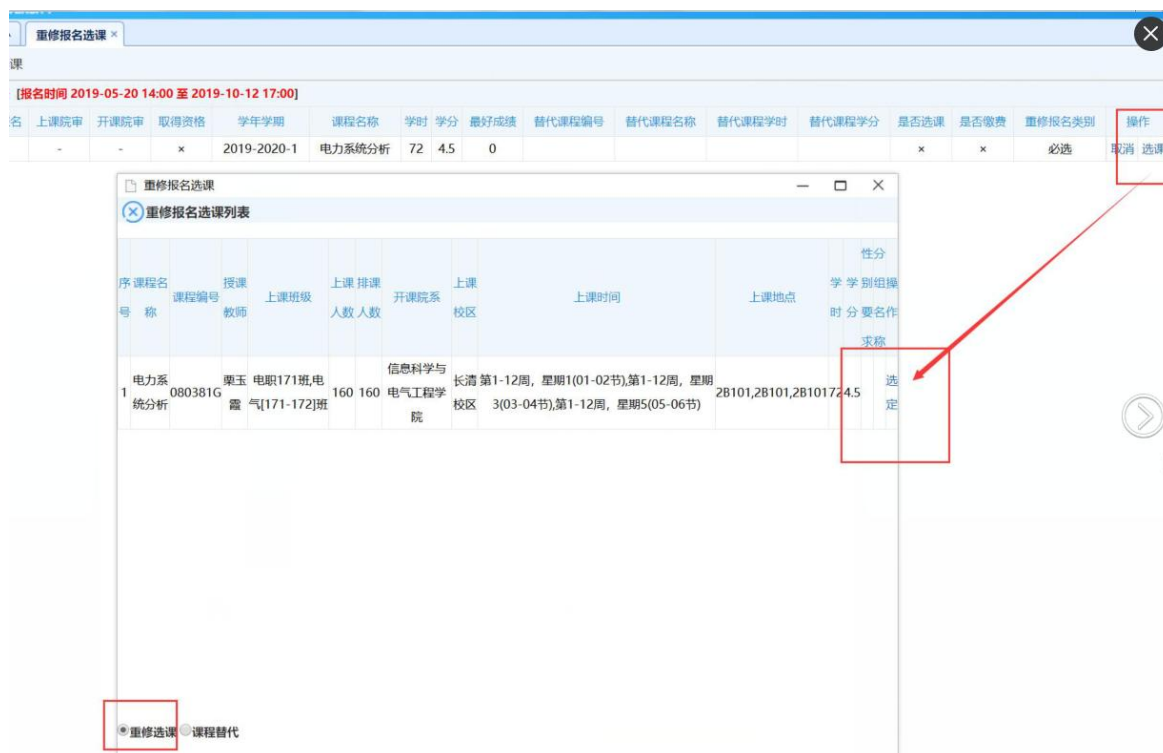 重修报名选课 ×
课
[报名时间 2019-05-20 14:00 至 2019-10-12 17:00]
名 上课院审 开课院审 取得资格 学年学期 课程名称 学时 学分 最好成绩 替代课程编号 替代课程名称 替代课程学时 替代课程学分 是否选课 是否缴费 重修报名类别 操作
- - × 2019-2020-1 电力系统分析 72 4.5 0 × × 必选 取消 选课
重修报名选课
重修报名选课列表
序号 课程名称 课程编号 授课教师 上课班级 上课人数 排课人数 开课院系 上课校区 上课时间 上课地点 学时 学分 性别要求 分组名称 操作
1 电力系统分析 080381G 栗玉霞 电职171班,电气[171-172]班 160 160 信息科学与电气工程学院 长清校区 第1-12周，星期1(01-02节),第1-12周，星期3(03-04节),第1-12周，星期5(05-06节) 2B101,2B101,2B101 72 4.5 选定
重修选课 课程替代